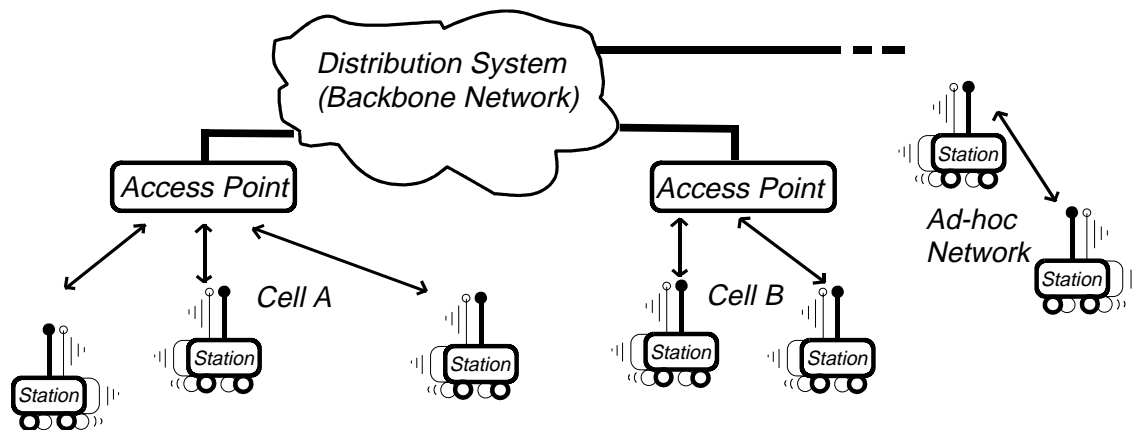 Distribution System
(Backbone Network)
Access Point
Access Point
Station
Ad-hoc
Network
Station
Cell A
Cell B
Station
Station
Station
Station
Station